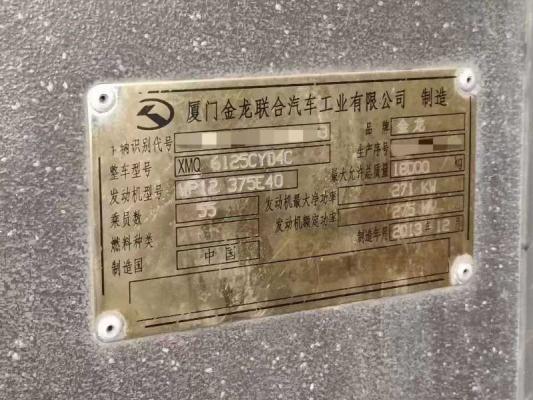 厦门金龙联合汽车工业有限公司 制造
车辆识别代号 3 品牌 金龙
整车型号 XMQ 6125CYD4C 生产序号
发动机型号 WP12.375E40 最大允许总质量 18000 kg
乘员数 55 发动机最大净功率 271 KW
燃料种类 发动机额定功率 275 KW
制造国 中国 制造年月 2013年12月